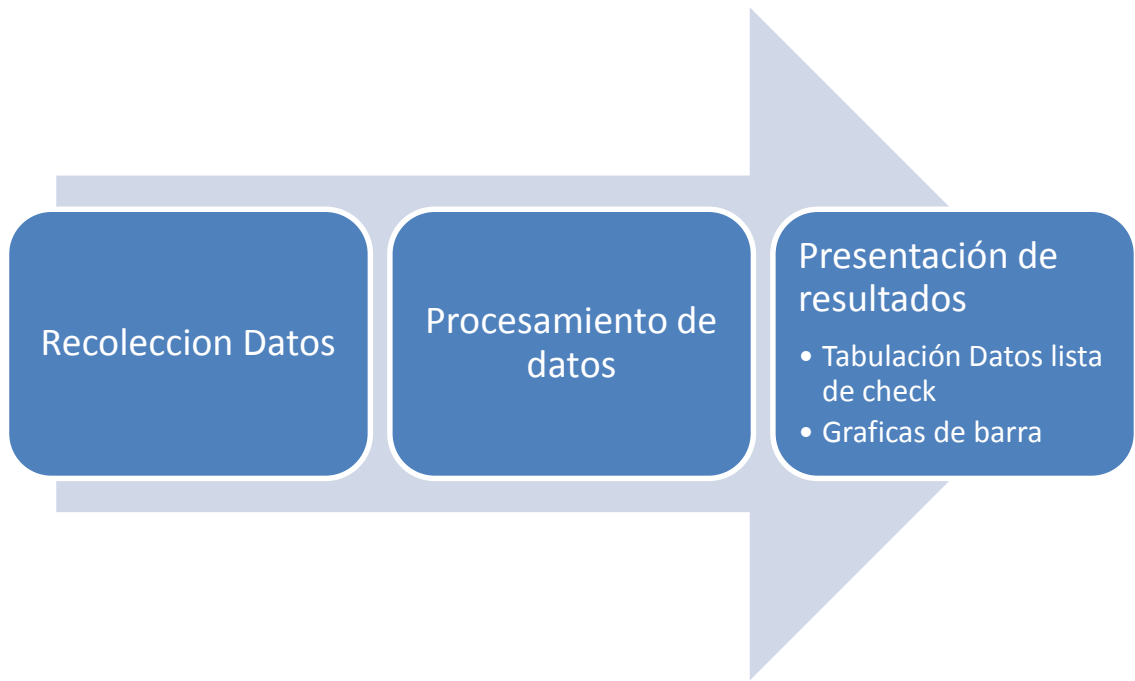 Recoleccion Datos
Procesamiento de
datos
Presentación de
resultados
• Tabulación Datos lista
de check
• Graficas de barra